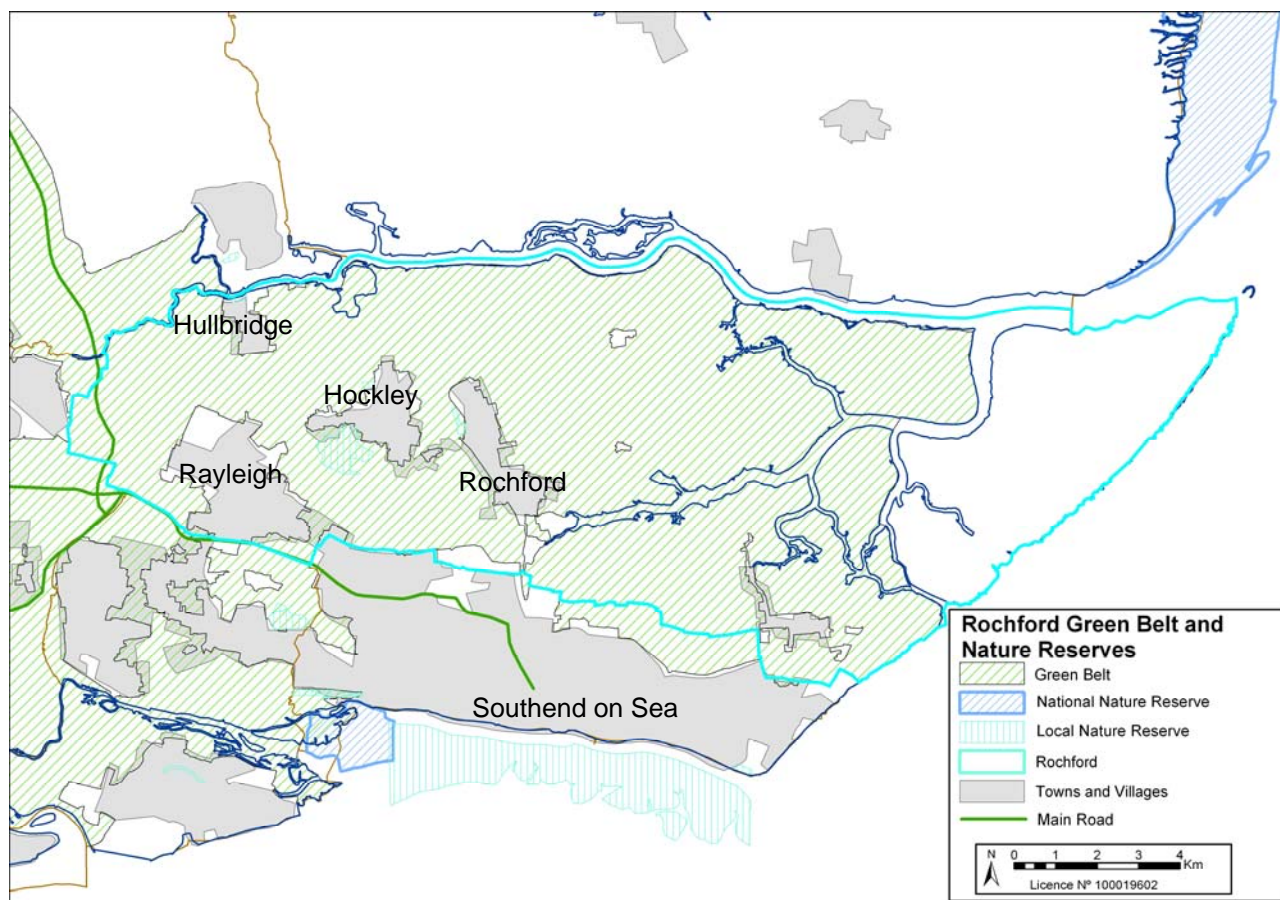 Hullbridge
Hockley
Rayleigh
Rochford
Southend on Sea
Rochford Green Belt and
Nature Reserves
Green Belt
National Nature Reserve
Local Nature Reserve
Rochford
Towns and Villages
Main Road
N 0 1 2 3 4
Km
Licence Nº 100019602